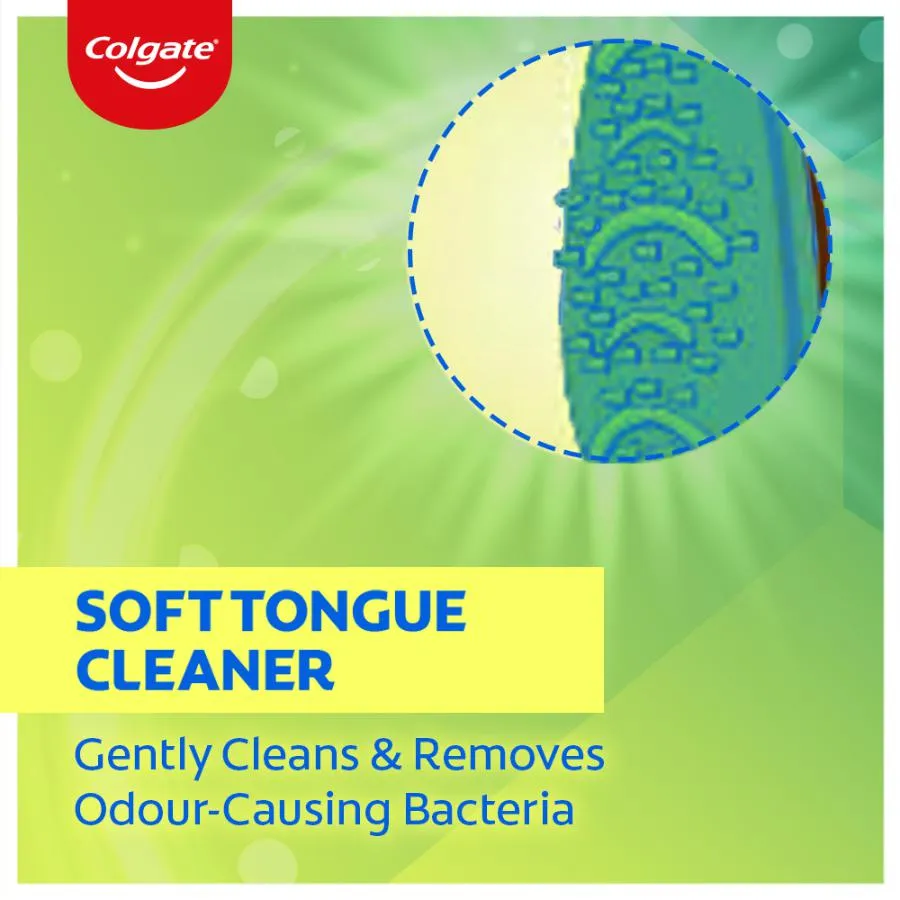 Colgate®
SOFT TONGUE
CLEANER
Gently Cleans & Removes
Odour-Causing Bacteria